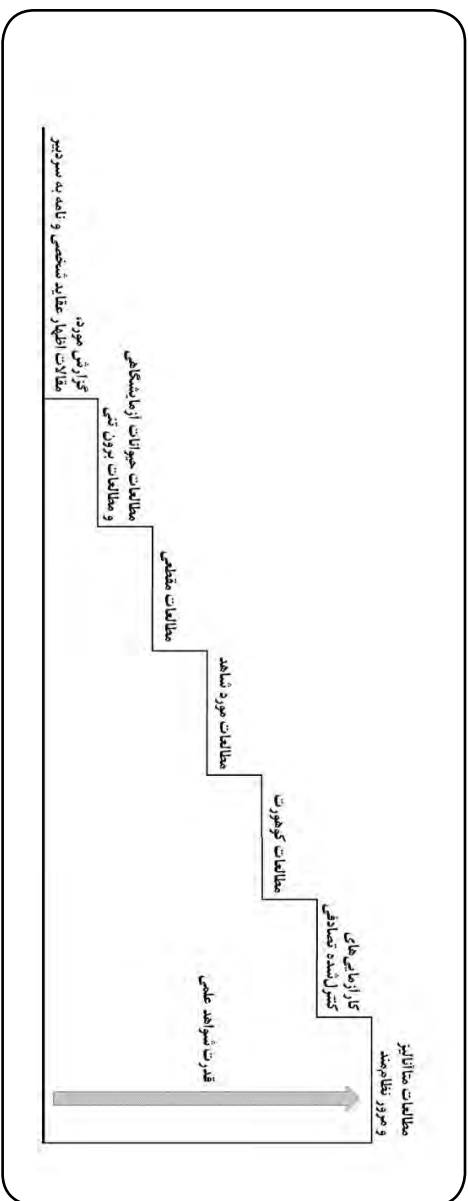 گزارش مورد،
مقالات اظهار عقاید شخصی و نامه به سردبیر
مطالعات حیوانات آزمایشگاهی
و مطالعات برون تنی
مطالعات مقطعی
مطالعات مورد شاهد
مطالعات کوهورت
کارآزمایی‌های
کنترل‌شده تصادفی
مطالعات متاآنالیز
و مرور نظام‌مند
قدرت شواهد علمی